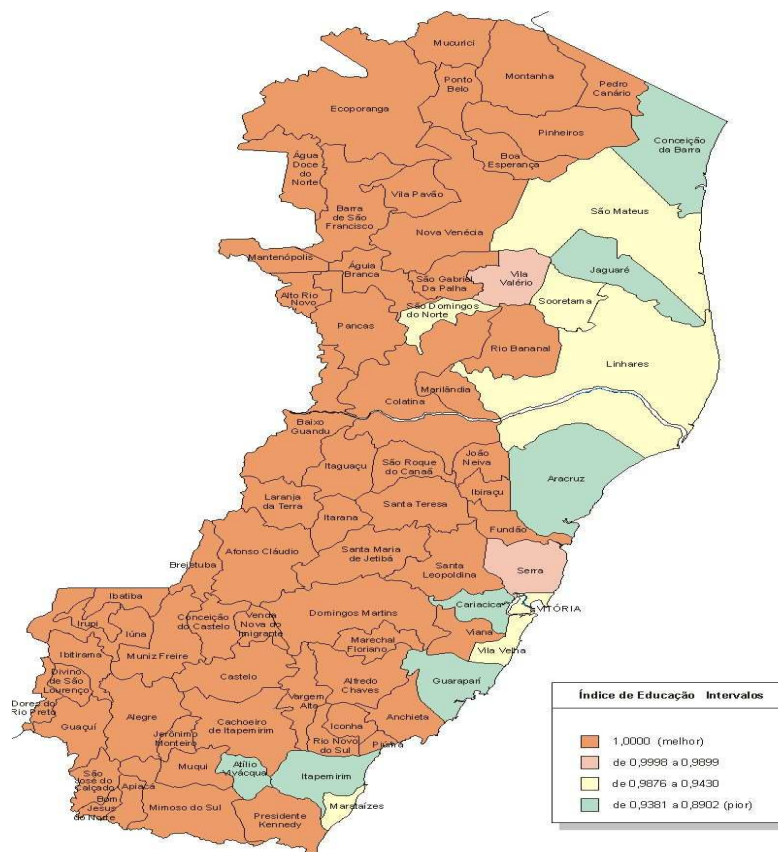 Mucurici
Montanha
Ponto
Belo
Pedro
Canário
Ecoporanga
Pinheiros
Conceição
da Barra
Água
Doce
do
Norte
Boa
Esperança
Vila Pavão
Barra
de São
Francisco
São Mateus
Nova Venécia
Mantenópolis
Águia
Branca
São Gabriel
Da Palha
Vila
Valério
Jaguaré
Alto Rio
Novo
São Domingos
do Norte
Sooretama
Pancas
Rio Bananal
Linhares
Marilândia
Colatina
Baixo
Guandu
Itaguaçu
São Roque
do Canaã
João
Neiva
Aracruz
Ibiraçu
Laranja
da Terra
Santa Teresa
Itarana
Fundão
Afonso Cláudio
Santa Maria
de Jetibá
Santa
Leopoldina
Serra
Brejetuba
Ibatiba
Cariacica
VITÓRIA
Irupi
Iúna
Conceição
do Castelo
Venda
Nova do
Imigrante
Domingos Martins
Viana
Marechal
Floriano
Vila Velha
Ibitirama
Muniz Freire
Divino
de São
Lourenço
Castelo
Alfredo
Chaves
Guarapari
Dores do
Rio Preto
Vargem
Alta
Guaçuí
Alegre
Cachoeiro
de Itapemirim
Iconha
Anchieta
Jerônimo
Monteiro
Rio Novo
do Sul
Piúma
Muqui
Atílio
Vivácqua
Itapemirim
São
José do
Calçado
Apiacá
Bom
Jesus
do Norte
Mimoso do Sul
Presidente
Kennedy
Marataízes
Índice de Educação Intervalos
1,0000 (melhor)
de 0,9998 a 0,9899
de 0,9876 a 0,9430
de 0,9381 a 0,8902 (pior)